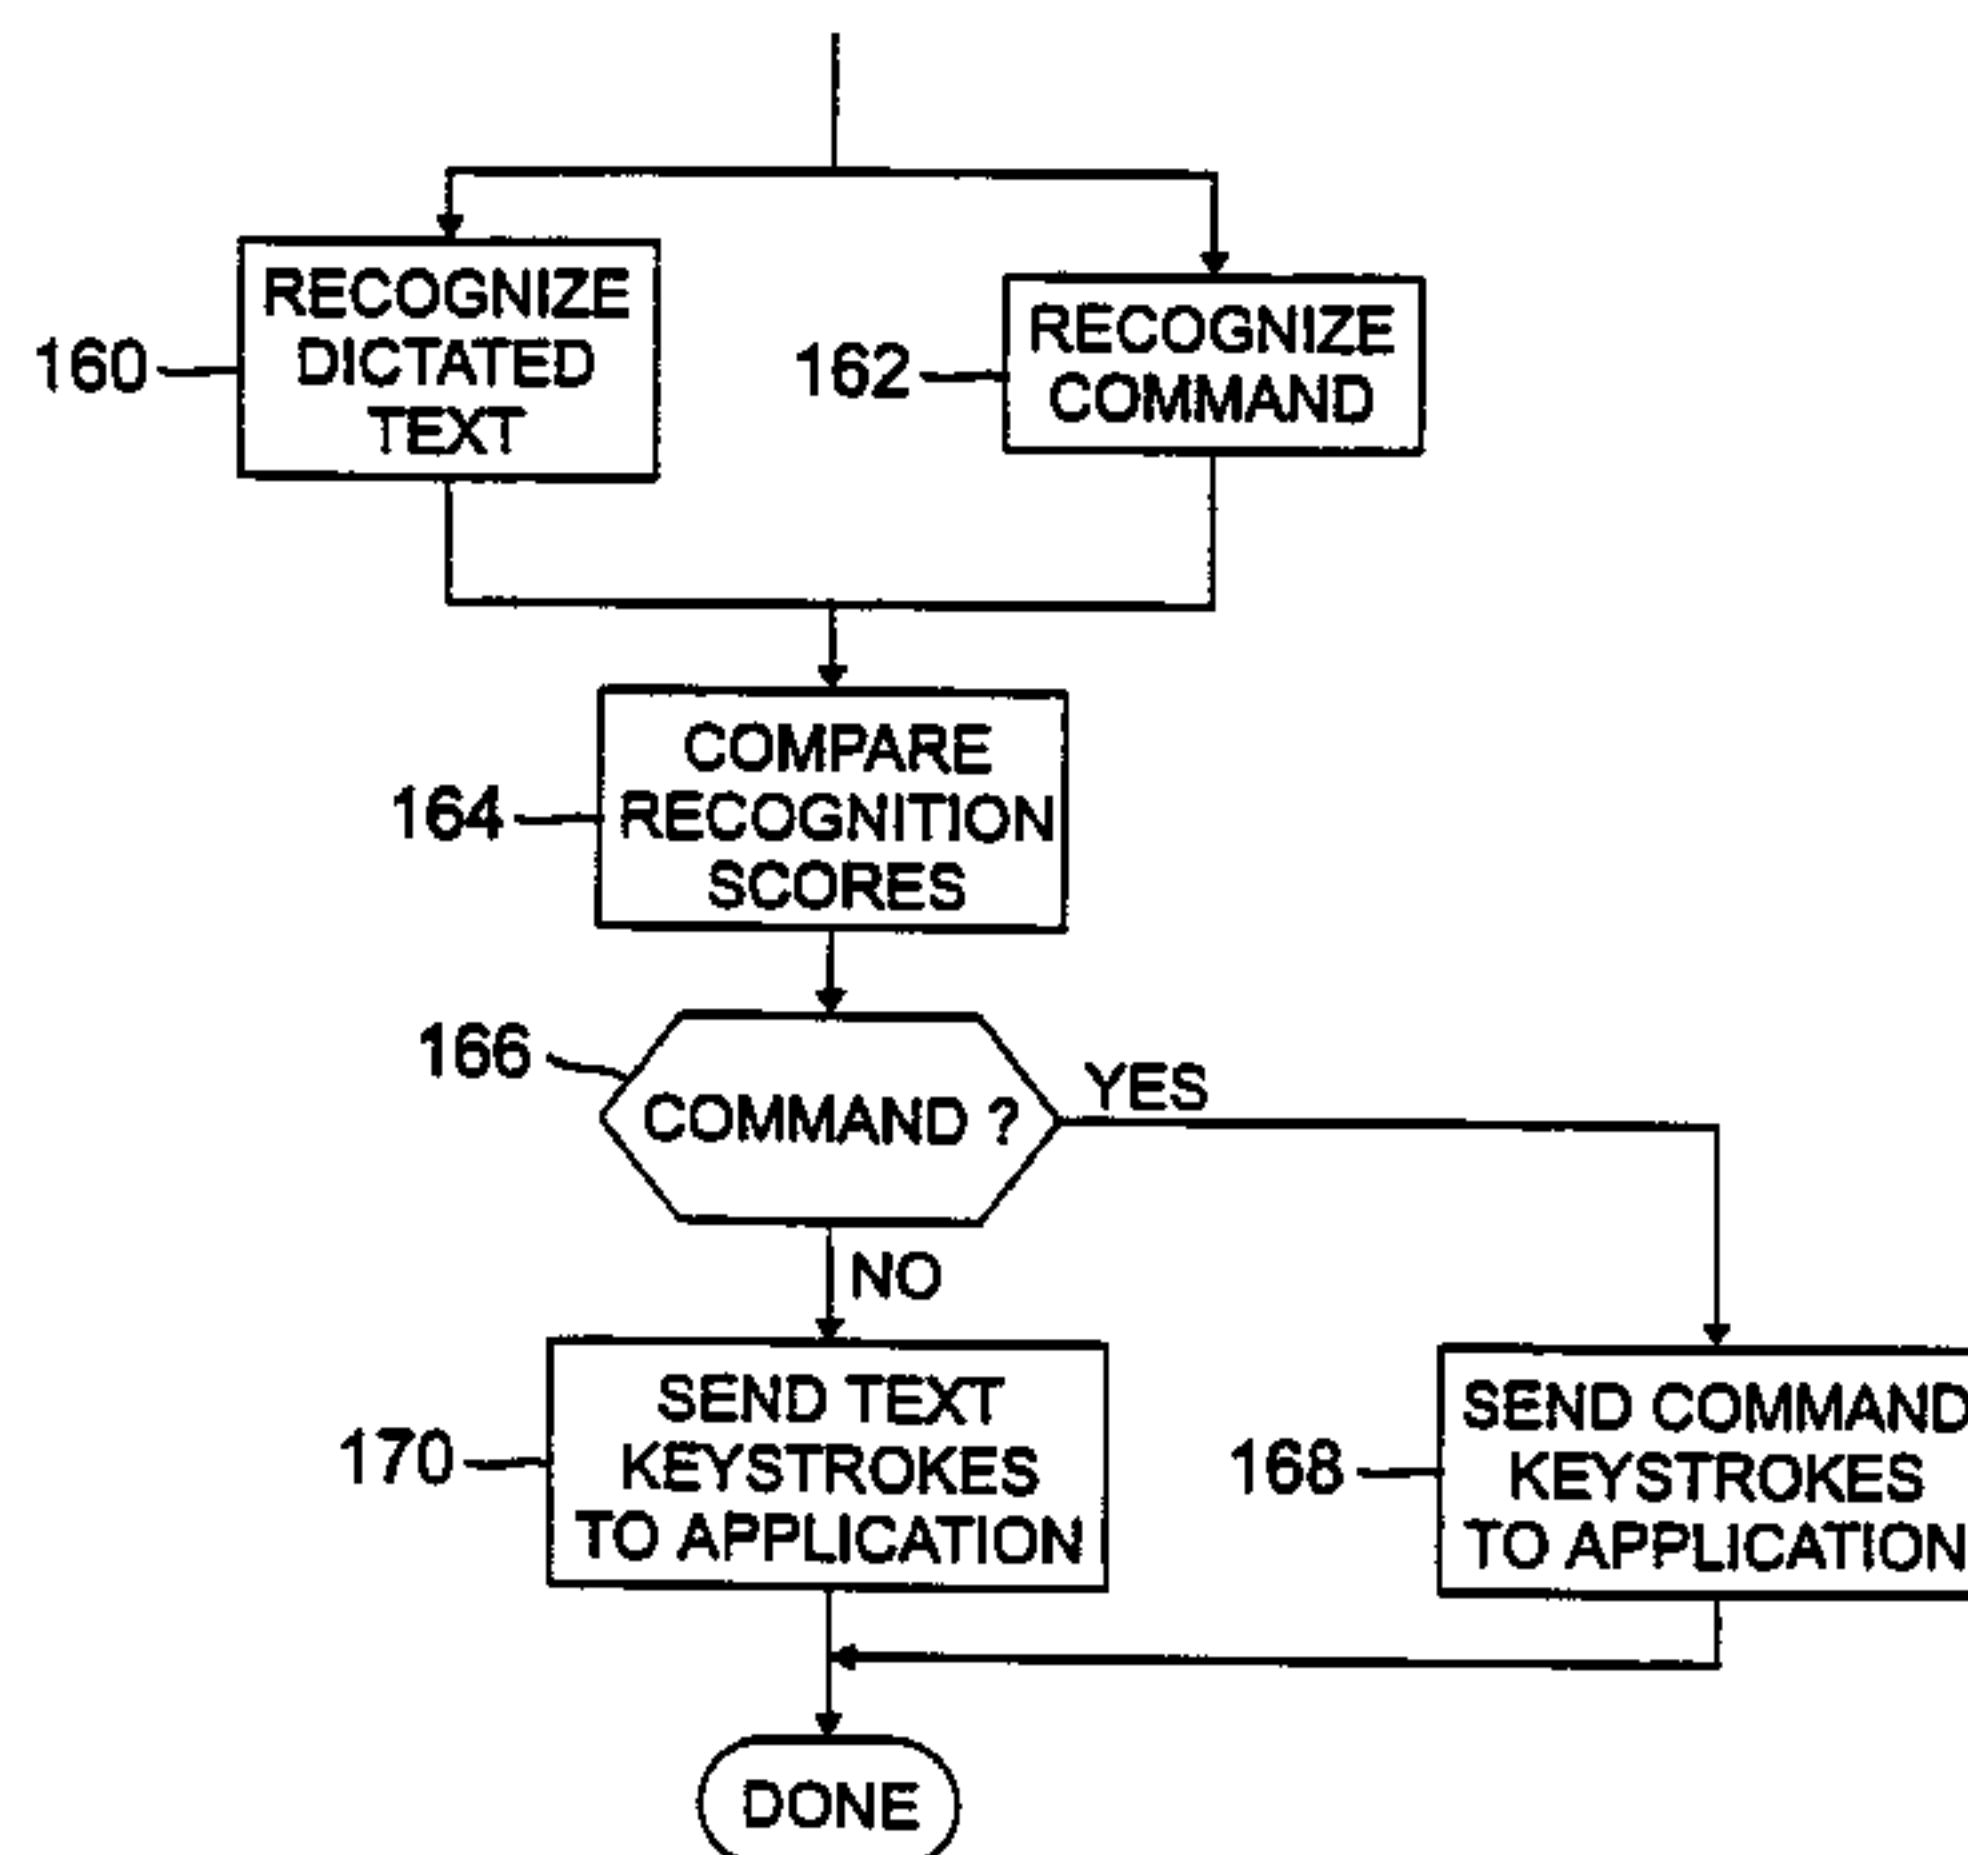 RECOGNIZE
DICTATED
TEXT
160
RECOGNIZE
COMMAND
162
COMPARE
RECOGNITION
SCORES
164
166
COMMAND ?
YES
NO
SEND TEXT
KEYSTROKES
TO APPLICATION
170
SEND COMMAND
KEYSTROKES
TO APPLICATION
168
DONE